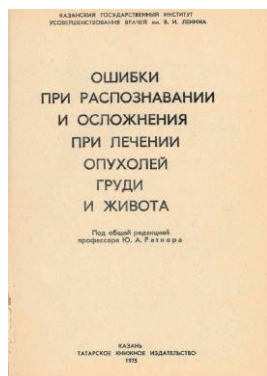 КАЗАНСКИЙ ГОСУДАРСТВЕННЫЙ ИНСТИТУТ
УСОВЕРШЕНСТВОВАНИЯ ВРАЧЕЙ им. В. И. ЛЕНИНА
ОШИБКИ
ПРИ РАСПОЗНАВАНИИ
И ОСЛОЖНЕНИЯ
ПРИ ЛЕЧЕНИИ
ОПУХОЛЕЙ
ГРУДИ
И ЖИВОТА
Под общей редакцией
профессора Ю. А. Ратнера
КАЗАНЬ
ТАТАРСКОЕ КНИЖНОЕ ИЗДАТЕЛЬСТВО
1975